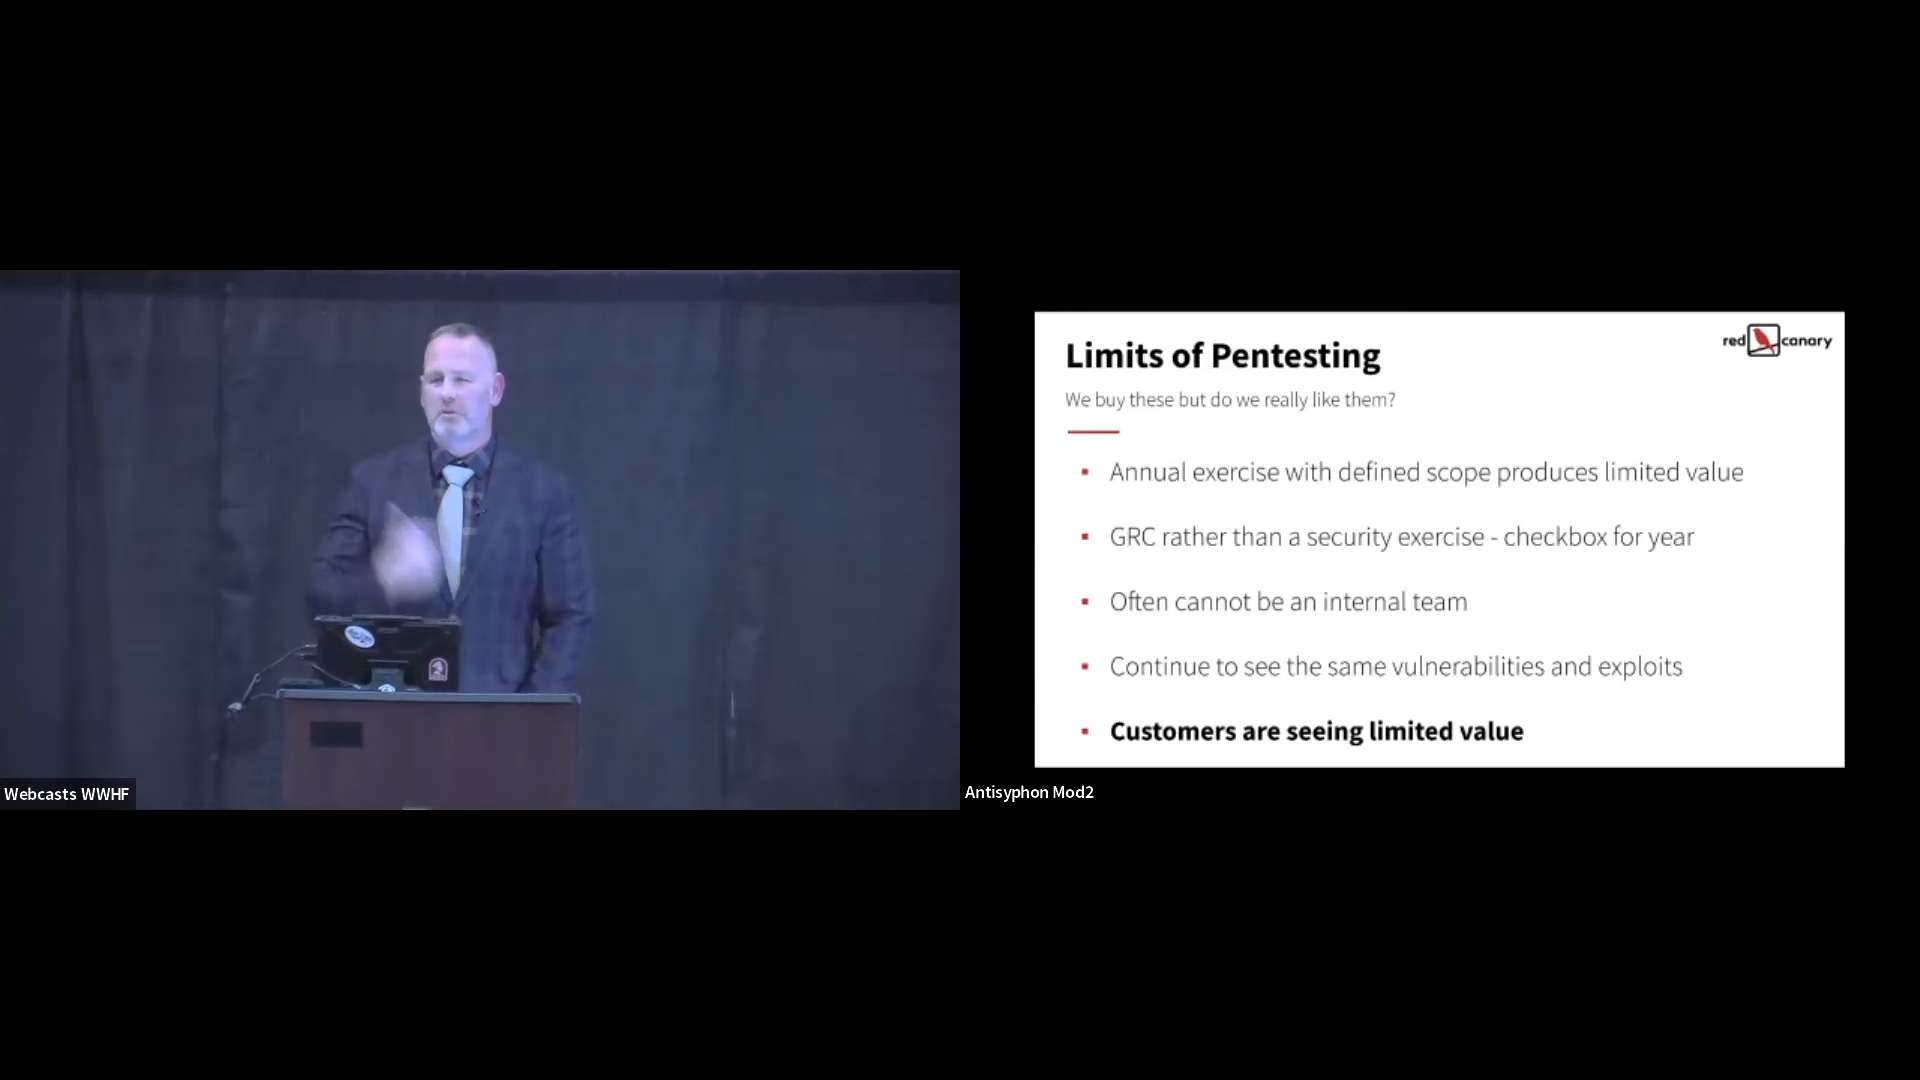 Limits of Pentesting
red canary
We buy these but do we really like them?
Annual exercise with defined scope produces limited value
GRC rather than a security exercise - checkbox for year
Often cannot be an internal team
Continue to see the same vulnerabilities and exploits
Customers are seeing limited value
Webcasts WWHF
Antisyphon Mod2